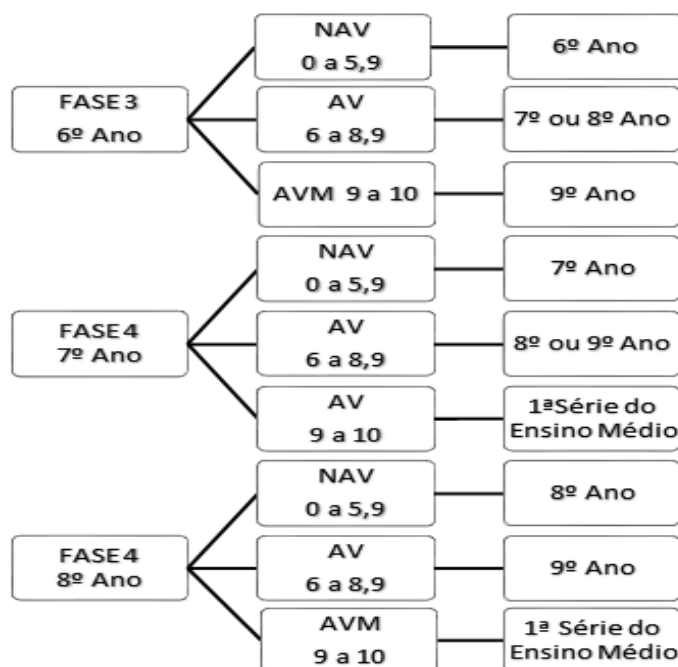 FASE 3
6º Ano
NAV
0 a 5,9
6º Ano
AV
6 a 8,9
7º ou 8º Ano
AVM 9 a 10
9º Ano
FASE 4
7º Ano
NAV
0 a 5,9
7º Ano
AV
6 a 8,9
8º ou 9º Ano
AV
9 a 10
1ªSérie do
Ensino Médio
FASE 4
8º Ano
NAV
0 a 5,9
8º Ano
AV
6 a 8,9
9º Ano
AVM
9 a 10
1ª Série do
Ensino Médio